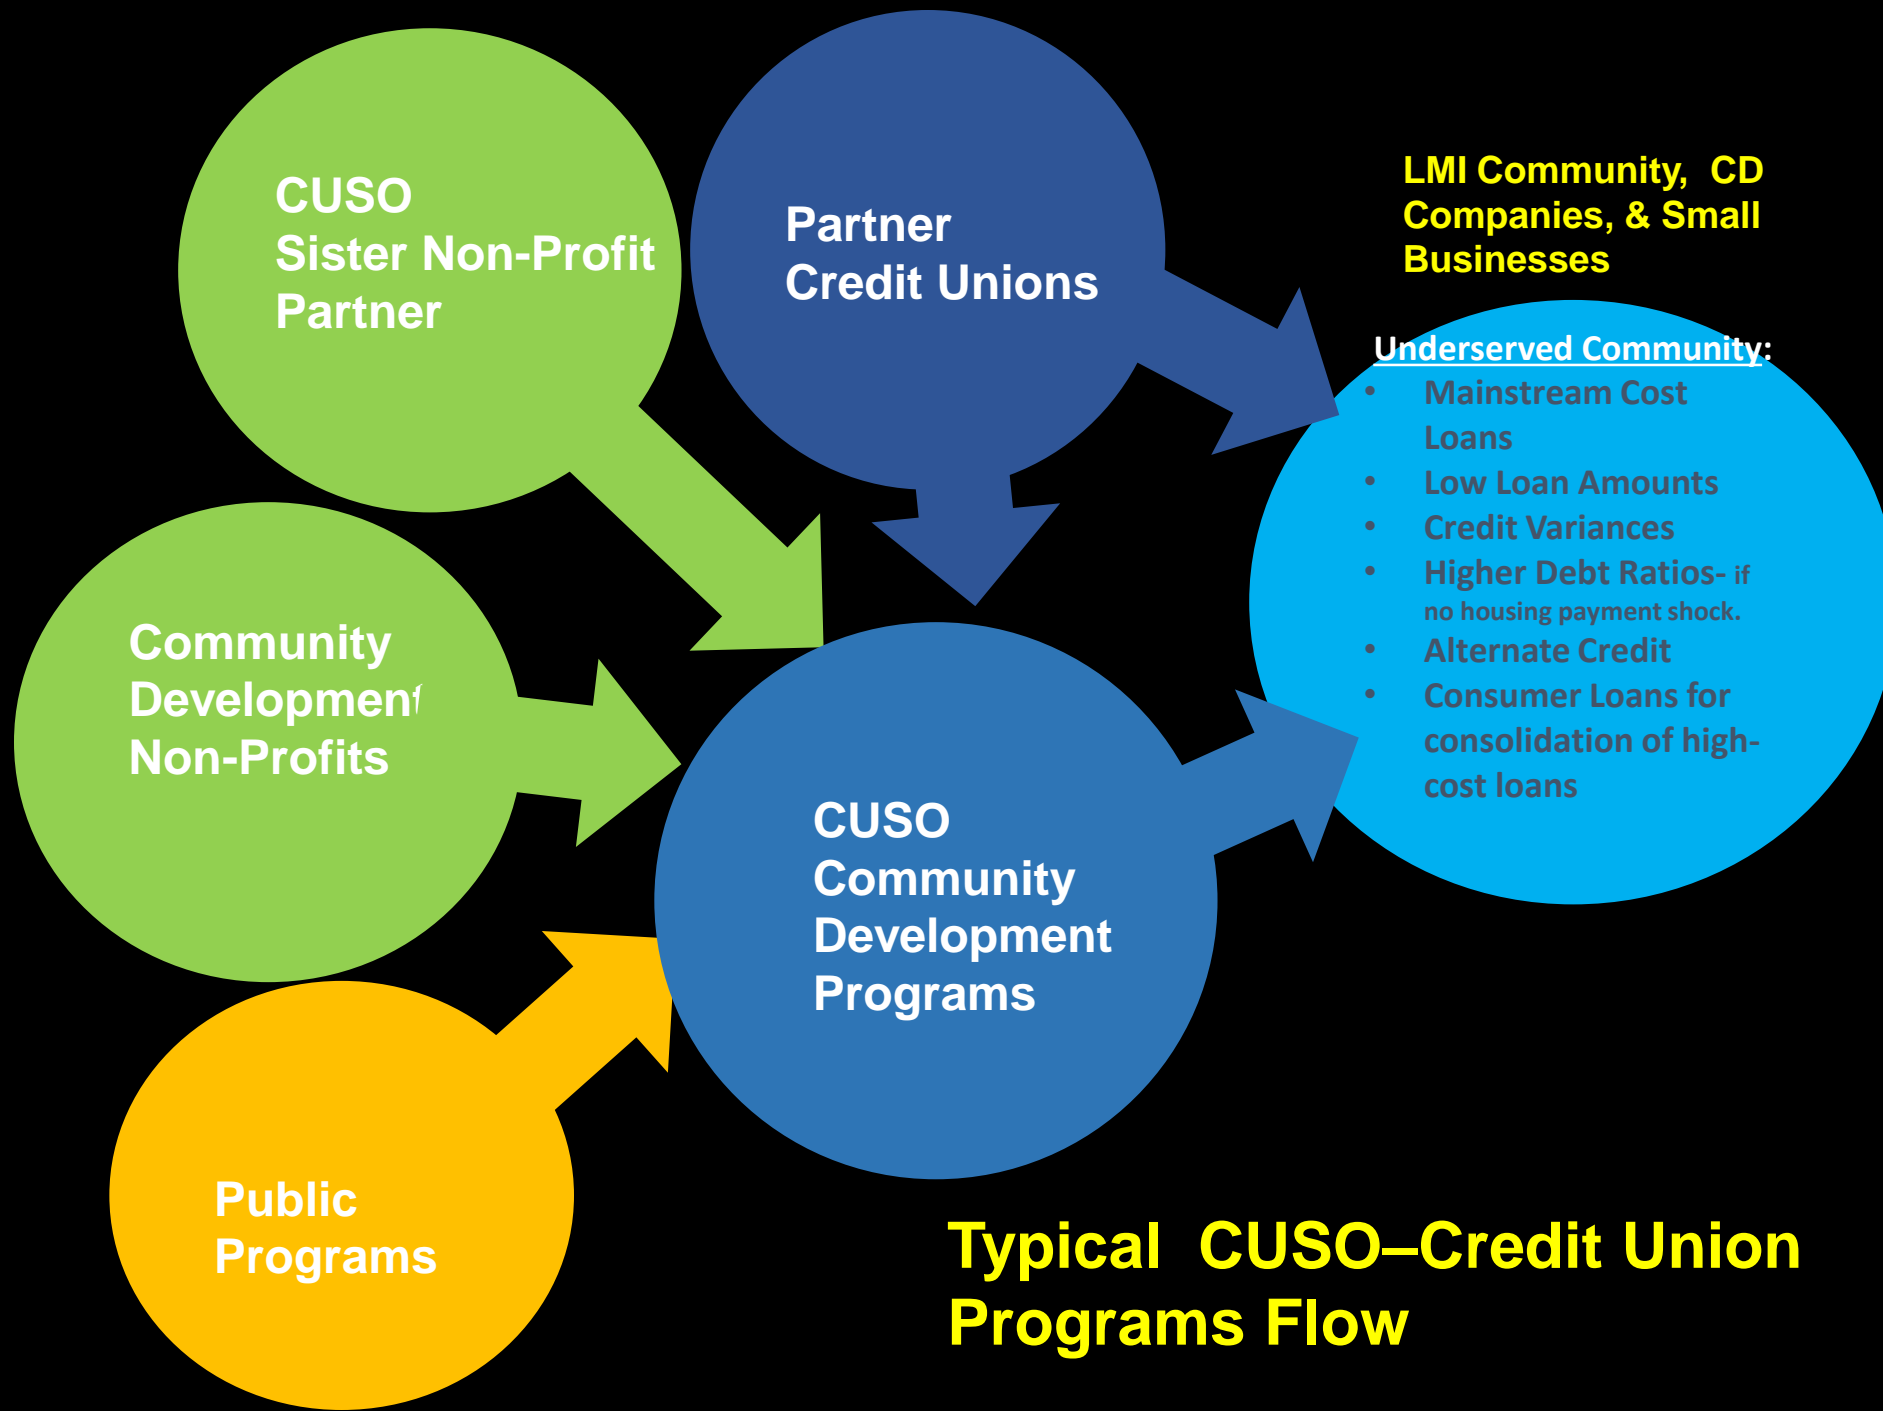 CUSO
Sister Non-Profit
Partner
Partner
Credit Unions
LMI Community, CD
Companies, & Small
Businesses
Underserved Community:
• Mainstream Cost
Loans
• Low Loan Amounts
• Credit Variances
• Higher Debt Ratios- if
no housing payment shock.
• Alternate Credit
• Consumer Loans for
consolidation of high-
cost loans
Community
Development
Non-Profits
CUSO
Community
Development
Programs
Public
Programs
Typical CUSO–Credit Union
Programs Flow